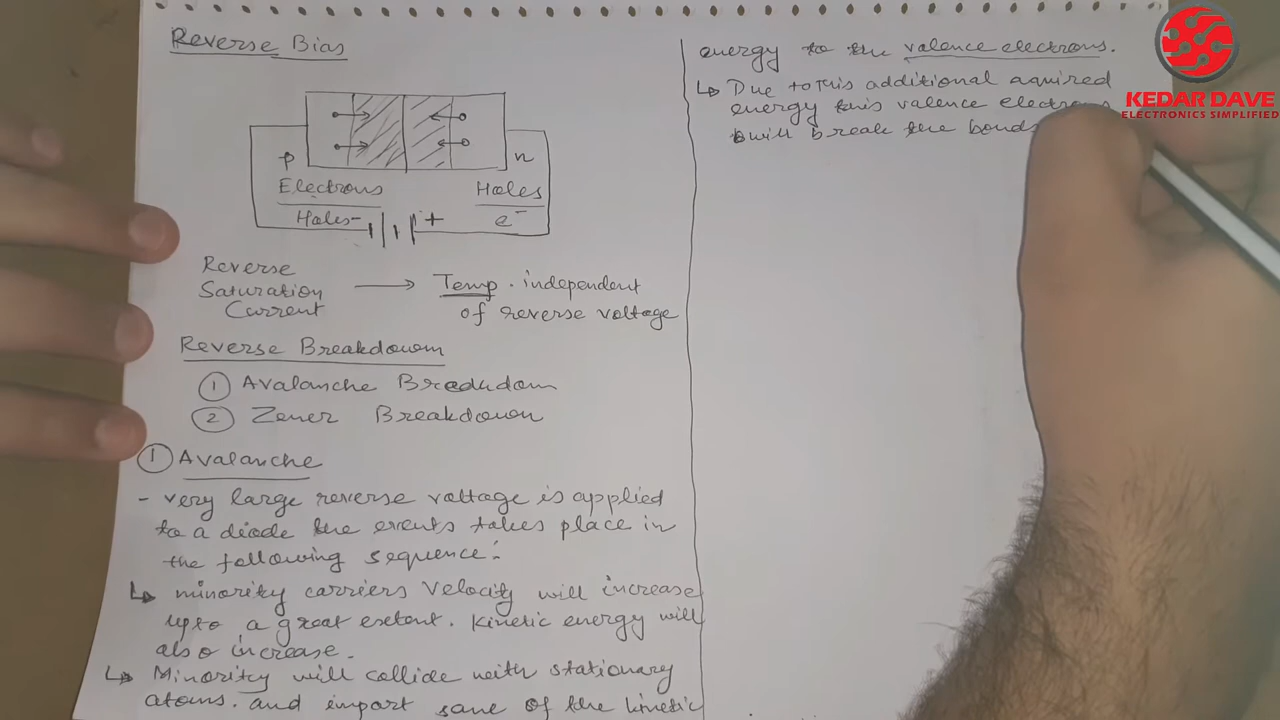 Reverse Bias
p
n
Electrons
Holes
Holes
e-
-
+
Reverse
Saturation
Current
Temp. independent
of reverse voltage
Reverse Breakdown
1 Avalanche Breakdown
2 Zener Breakdown
1 Avalanche
- very large reverse voltage is applied
to a diode the events takes place in
the following sequence:
↳ minority carriers velocity will increase
upto a great extent. Kinetic energy will
also increase.
↳ Minority will collide with stationary
atoms. and impart some of the kinetic
energy to the valence electrons.
↳ Due to this additional aquired
energy this valence electrons
will break the bonds
KEDAR DAVE
ELECTRONICS SIMPLIFIED